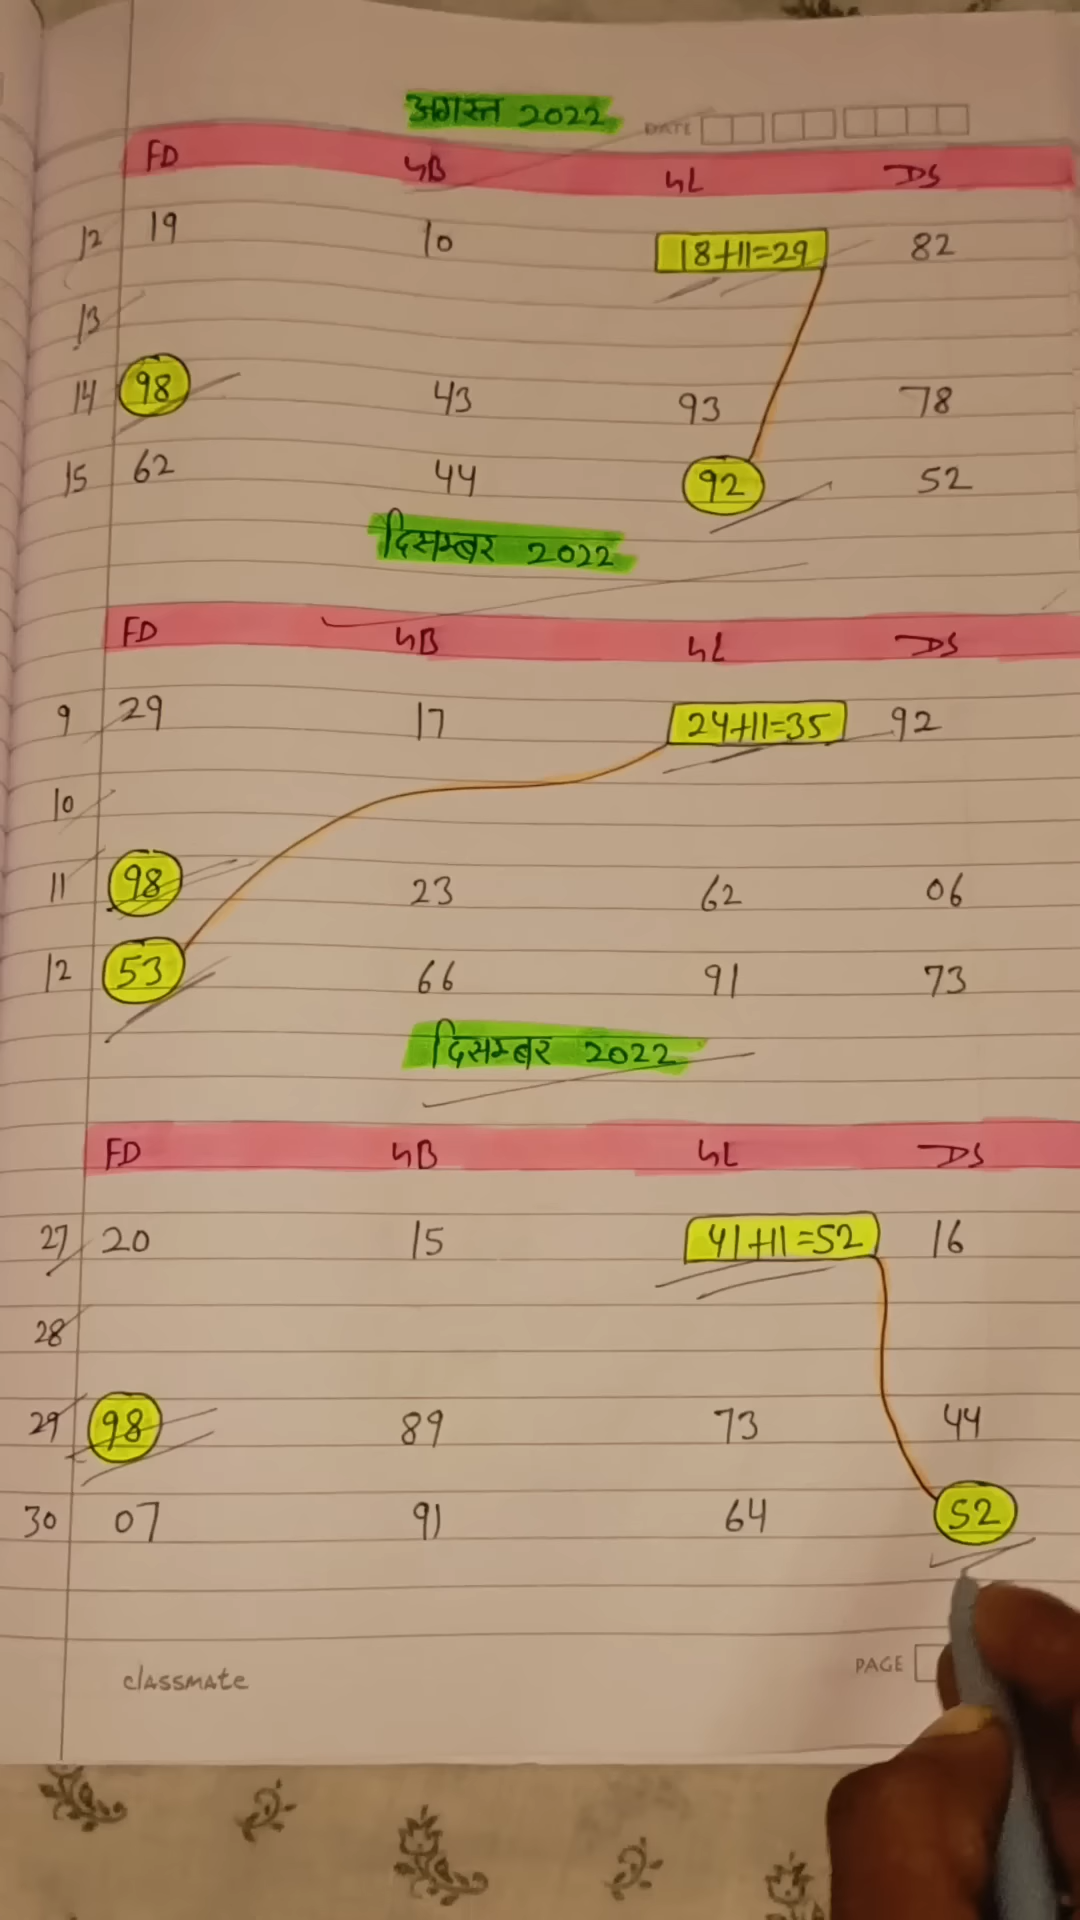 अगस्त 2022
DATE
FD GB GL DS
12 19 10 18+11=29 82
13
14 98 43 93 78
15 62 44 92 52
दिसम्बर 2022
FD GB GL DS
9 29 17 24+11=35 92
10
11 98 23 62 06
12 53 66 91 73
दिसम्बर 2022
FD GB GL DS
27 20 15 41+11=52 16
28
29 98 89 73 44
30 07 91 64 52
classmate
PAGE